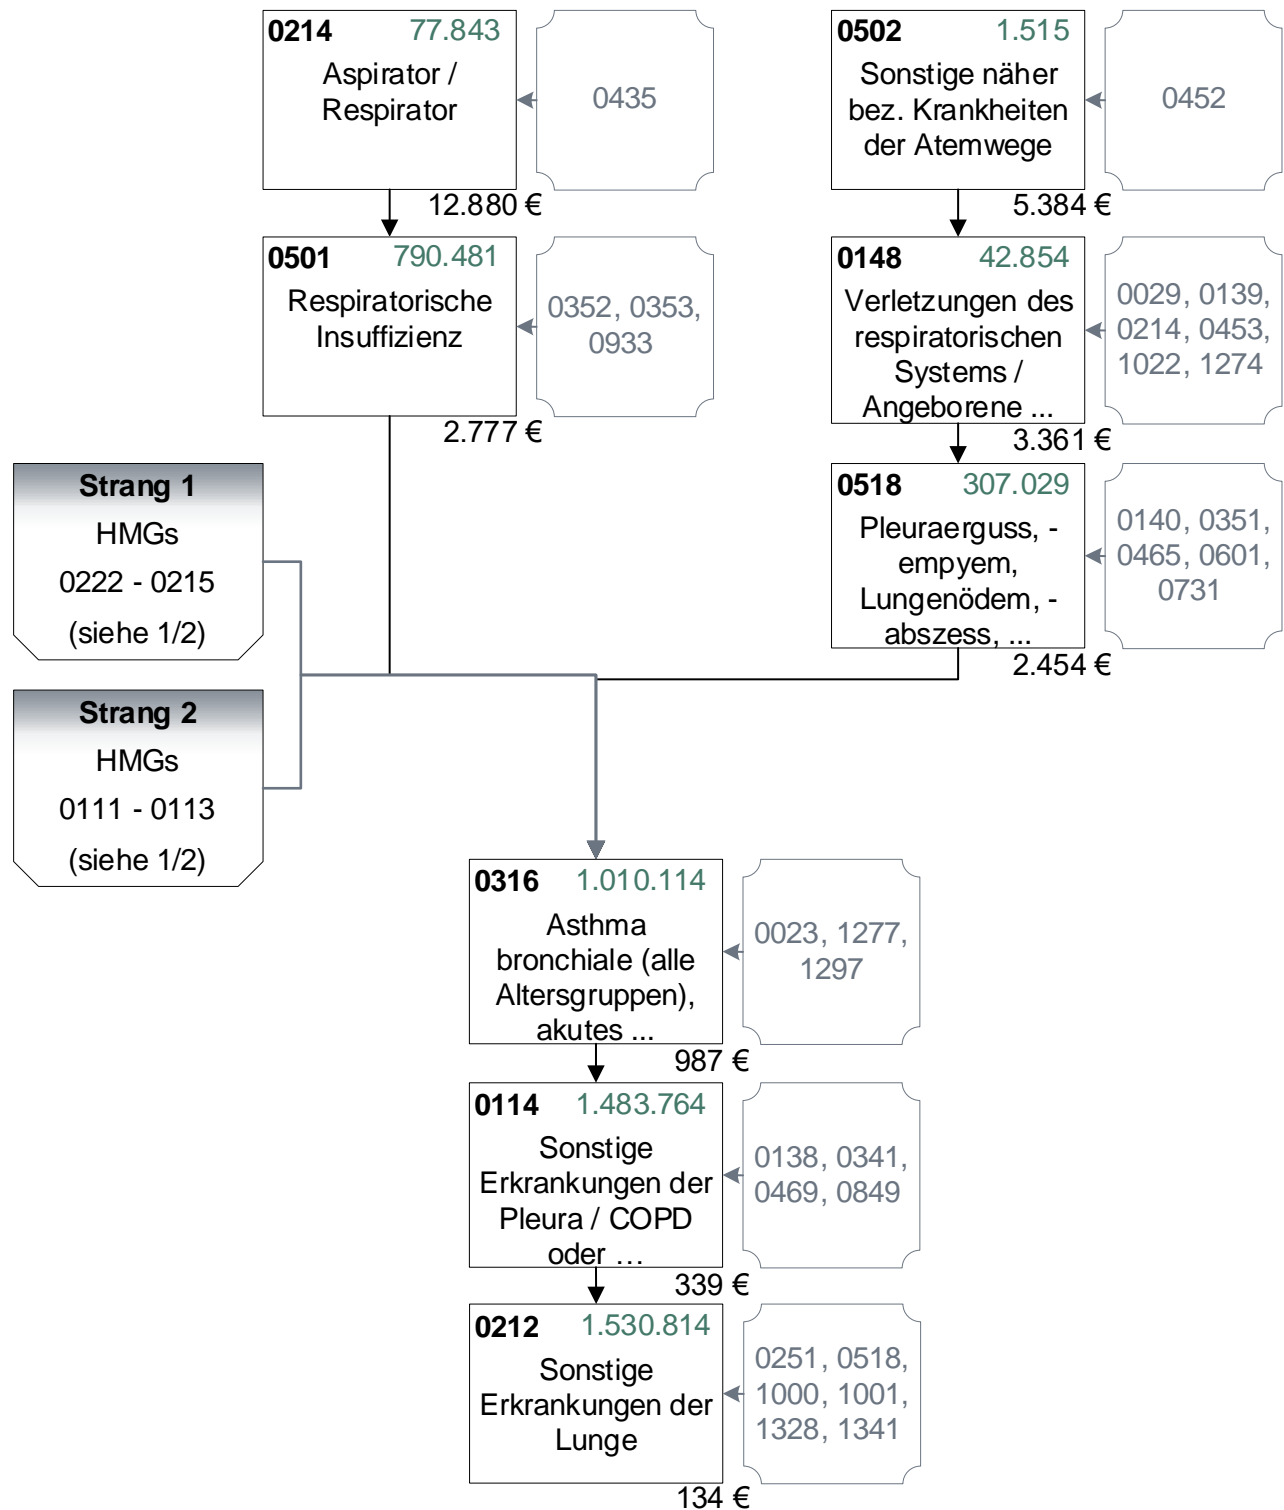 0214 77.843
Aspirator /
Respirator
0435
12.880 €
0501 790.481
Respiratorische
Insuffizienz
0352, 0353,
0933
2.777 €
0502 1.515
Sonstige näher
bez. Krankheiten
der Atemwege
0452
5.384 €
0148 42.854
Verletzungen des
respiratorischen
Systems /
Angeborene ...
0029, 0139,
0214, 0453,
1022, 1274
3.361 €
0518 307.029
Pleuraerguss, -
empyem,
Lungenödem, -
abszess, ...
0140, 0351,
0465, 0601,
0731
2.454 €
Strang 1
HMGs
0222 - 0215
(siehe 1/2)
Strang 2
HMGs
0111 - 0113
(siehe 1/2)
0316 1.010.114
Asthma
bronchiale (alle
Altersgruppen),
akutes ...
0023, 1277,
1297
987 €
0114 1.483.764
Sonstige
Erkrankungen der
Pleura / COPD
oder …
0138, 0341,
0469, 0849
339 €
0212 1.530.814
Sonstige
Erkrankungen der
Lunge
0251, 0518,
1000, 1001,
1328, 1341
134 €